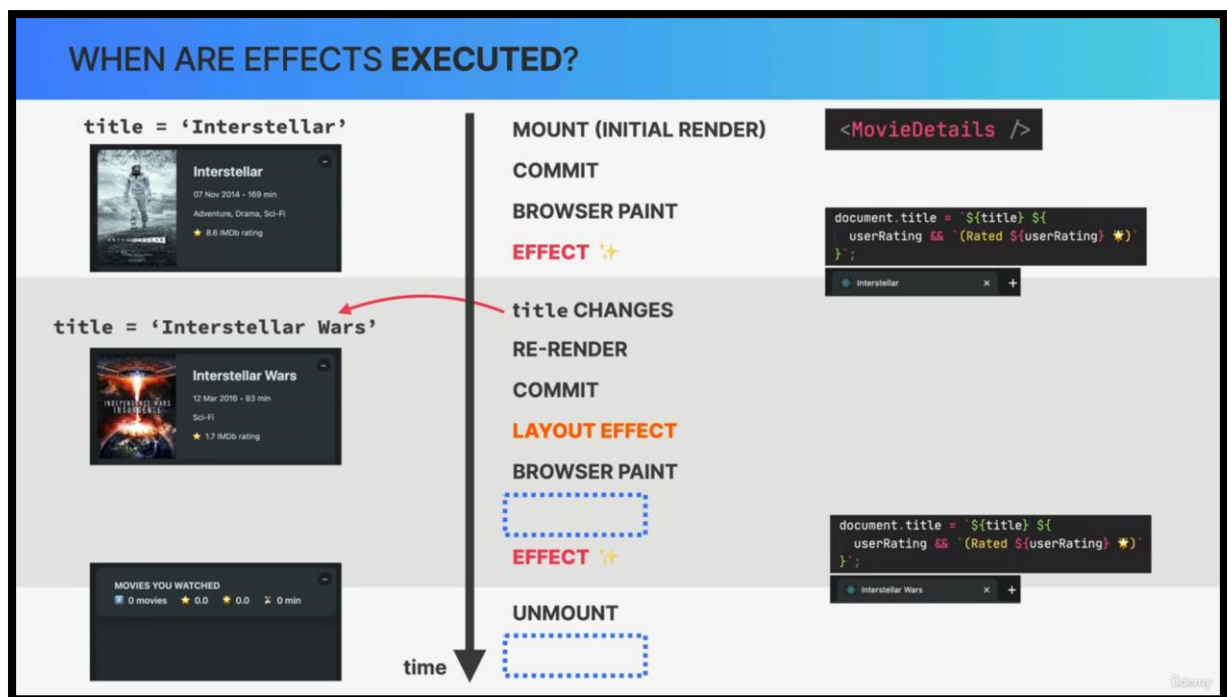 WHEN ARE EFFECTS EXECUTED?
title = ‘Interstellar’
Interstellar
07 Nov 2014 • 169 min
Adventure, Drama, Sci-Fi
⭐ 8.6 IMDb rating
MOUNT (INITIAL RENDER)
COMMIT
BROWSER PAINT
EFFECT ✨
<MovieDetails />
document.title = `${title} ${
userRating && `(Rated ${userRating} 🌟)`
}`;
Interstellar × +
title = ‘Interstellar Wars’
Interstellar Wars
12 Mar 2016 • 83 min
Sci-Fi
⭐ 1.7 IMDb rating
INDEPENDENCE WARS
INSURGENCE
title CHANGES
RE-RENDER
COMMIT
LAYOUT EFFECT
BROWSER PAINT
EFFECT ✨
document.title = `${title} ${
userRating && `(Rated ${userRating} 🌟)`
}`;
Interstellar Wars × +
MOVIES YOU WATCHED
#️⃣ 0 movies ⭐ 0.0 🌟 0.0 ⏳ 0 min
UNMOUNT
time
Udemy